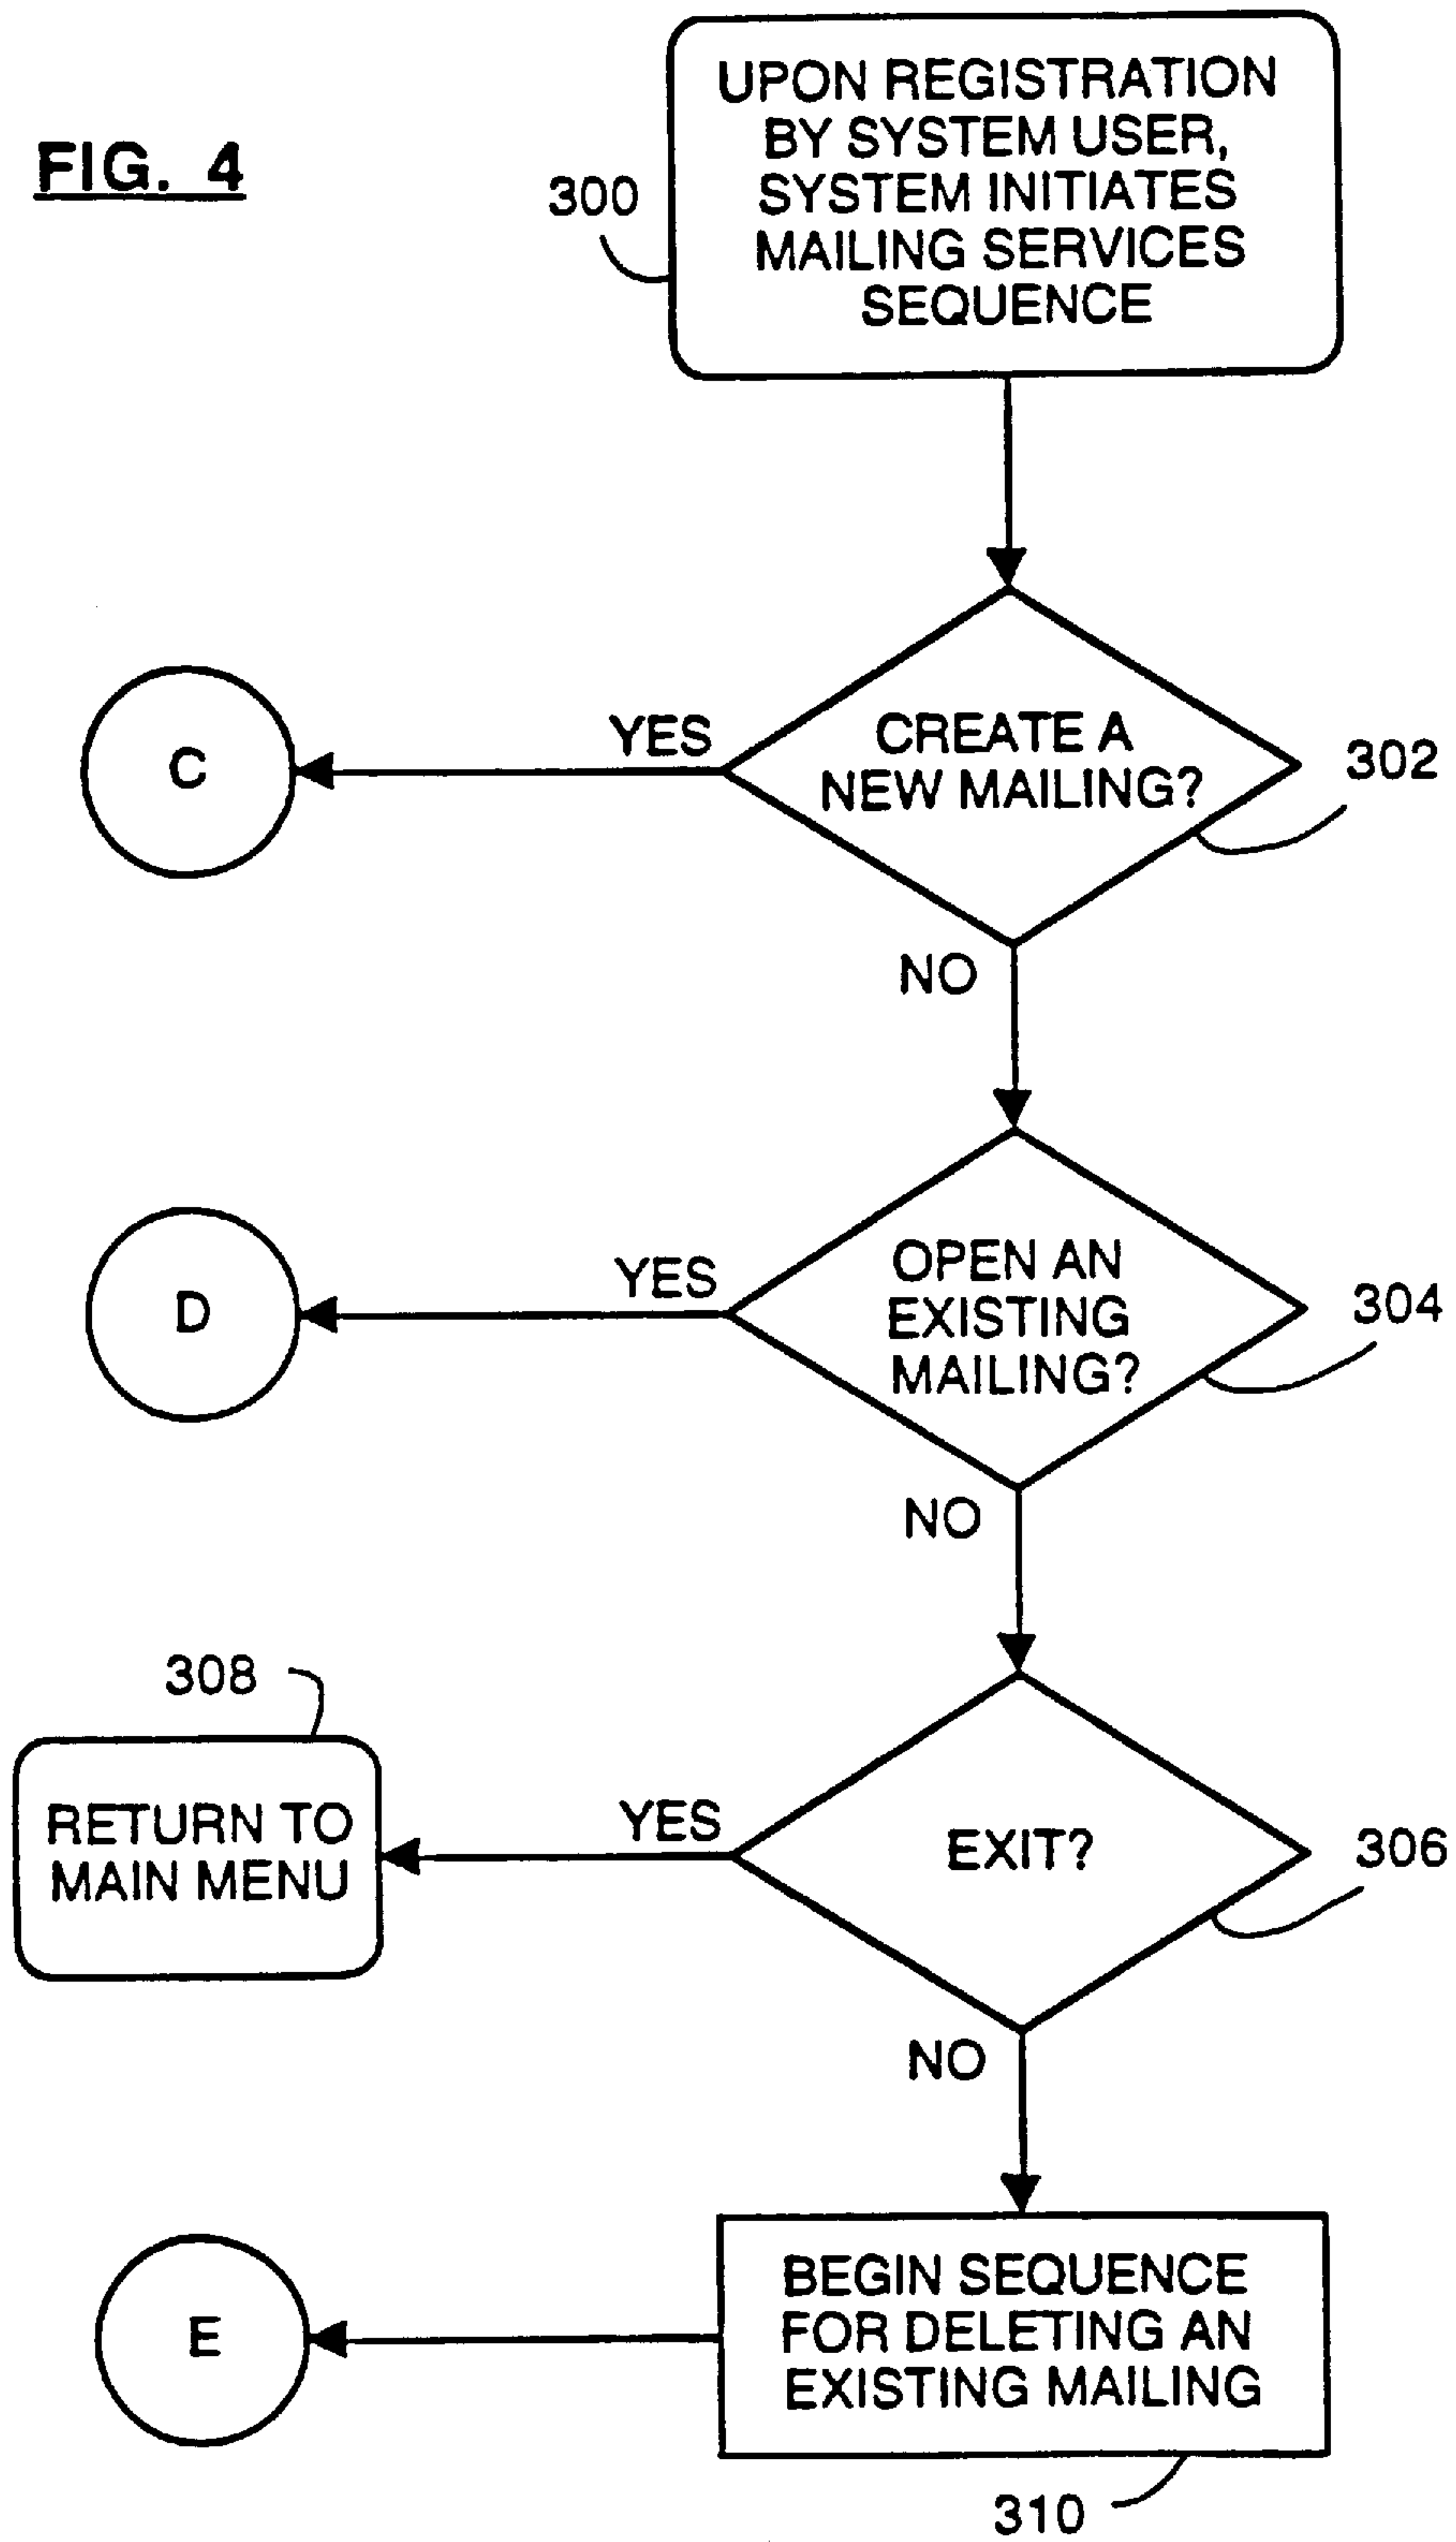 FIG. 4
300
UPON REGISTRATION
BY SYSTEM USER,
SYSTEM INITIATES
MAILING SERVICES
SEQUENCE
C
YES
CREATE A
NEW MAILING?
302
NO
D
YES
OPEN AN
EXISTING
MAILING?
304
NO
308
RETURN TO
MAIN MENU
YES
EXIT?
306
NO
E
BEGIN SEQUENCE
FOR DELETING AN
EXISTING MAILING
310